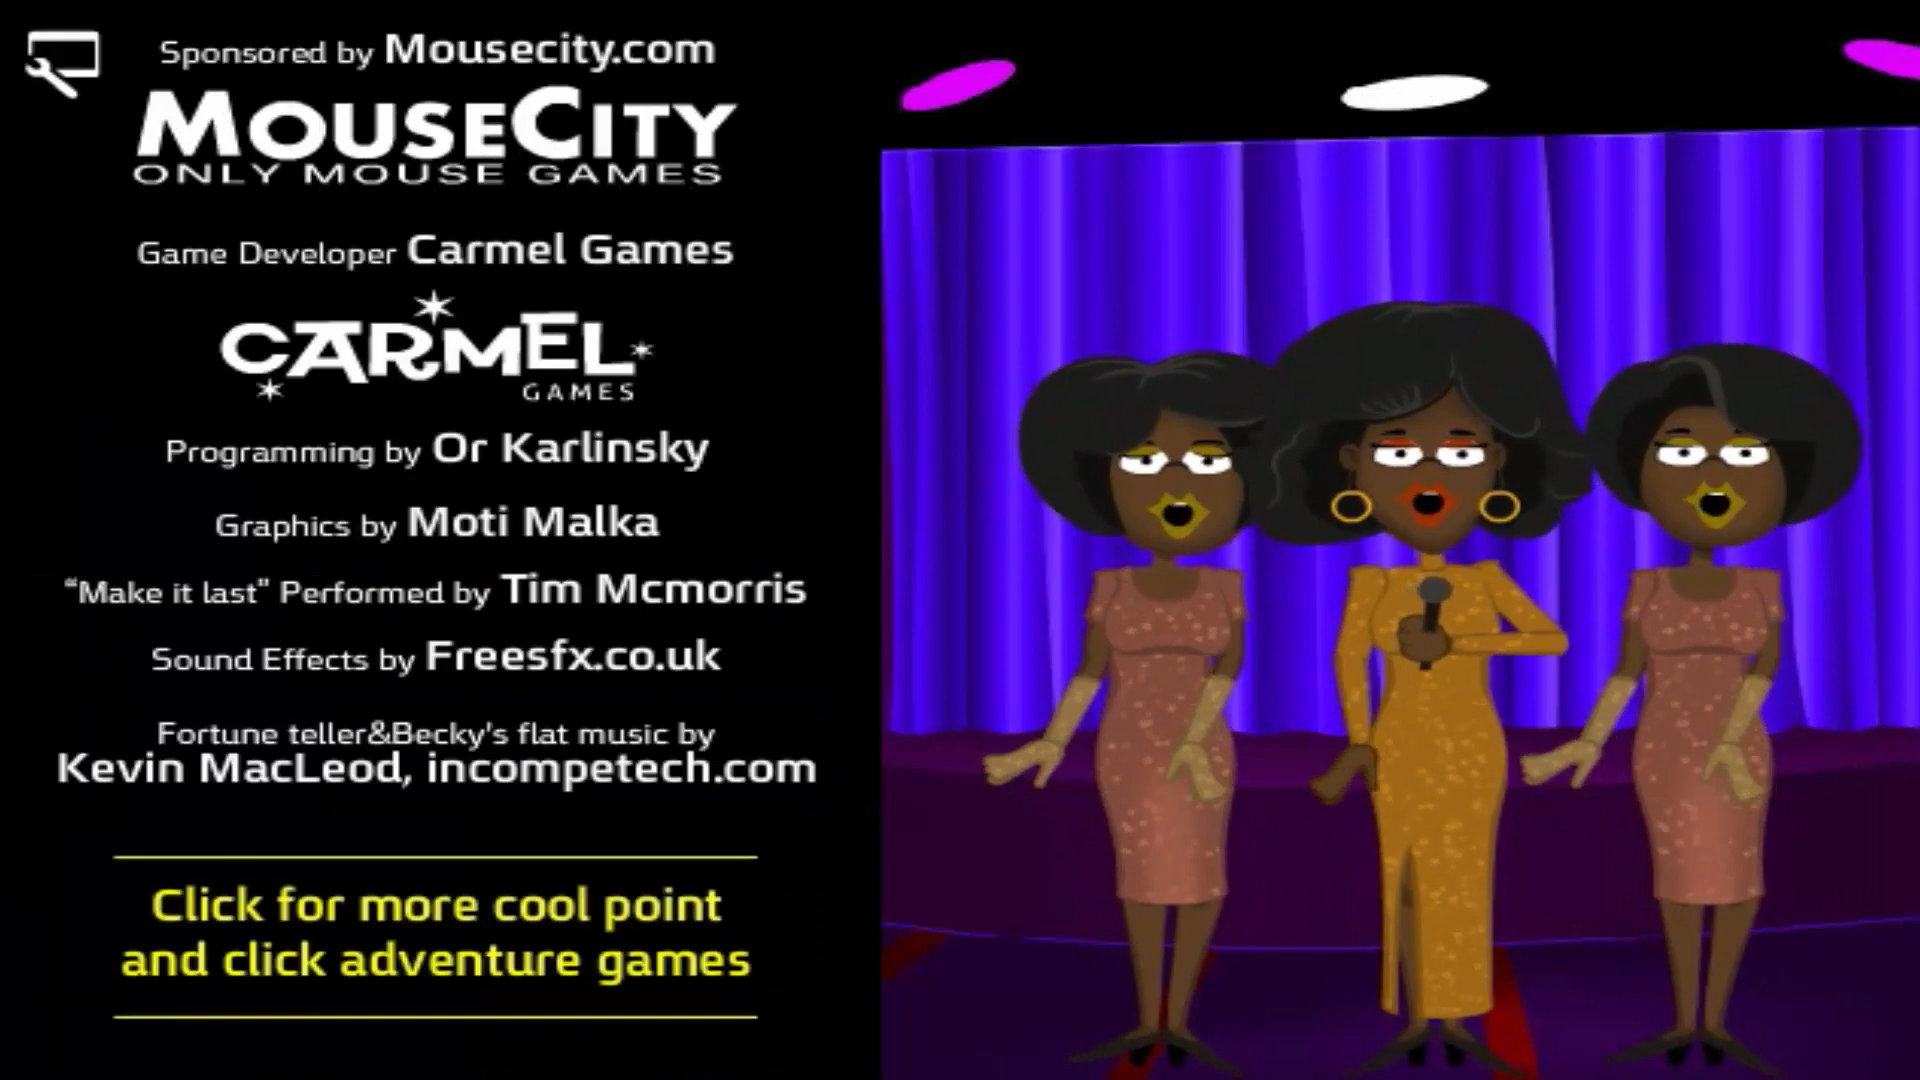 Sponsored by Mousecity.com
MOUSECITY
ONLY MOUSE GAMES
Game Developer Carmel Games
CARMEL
GAMES
Programming by Or Karlinsky
Graphics by Moti Malka
“Make it last” Performed by Tim Mcmorris
Sound Effects by Freesfx.co.uk
Fortune teller&Becky's flat music by
Kevin MacLeod, incompetech.com
Click for more cool point
and click adventure games